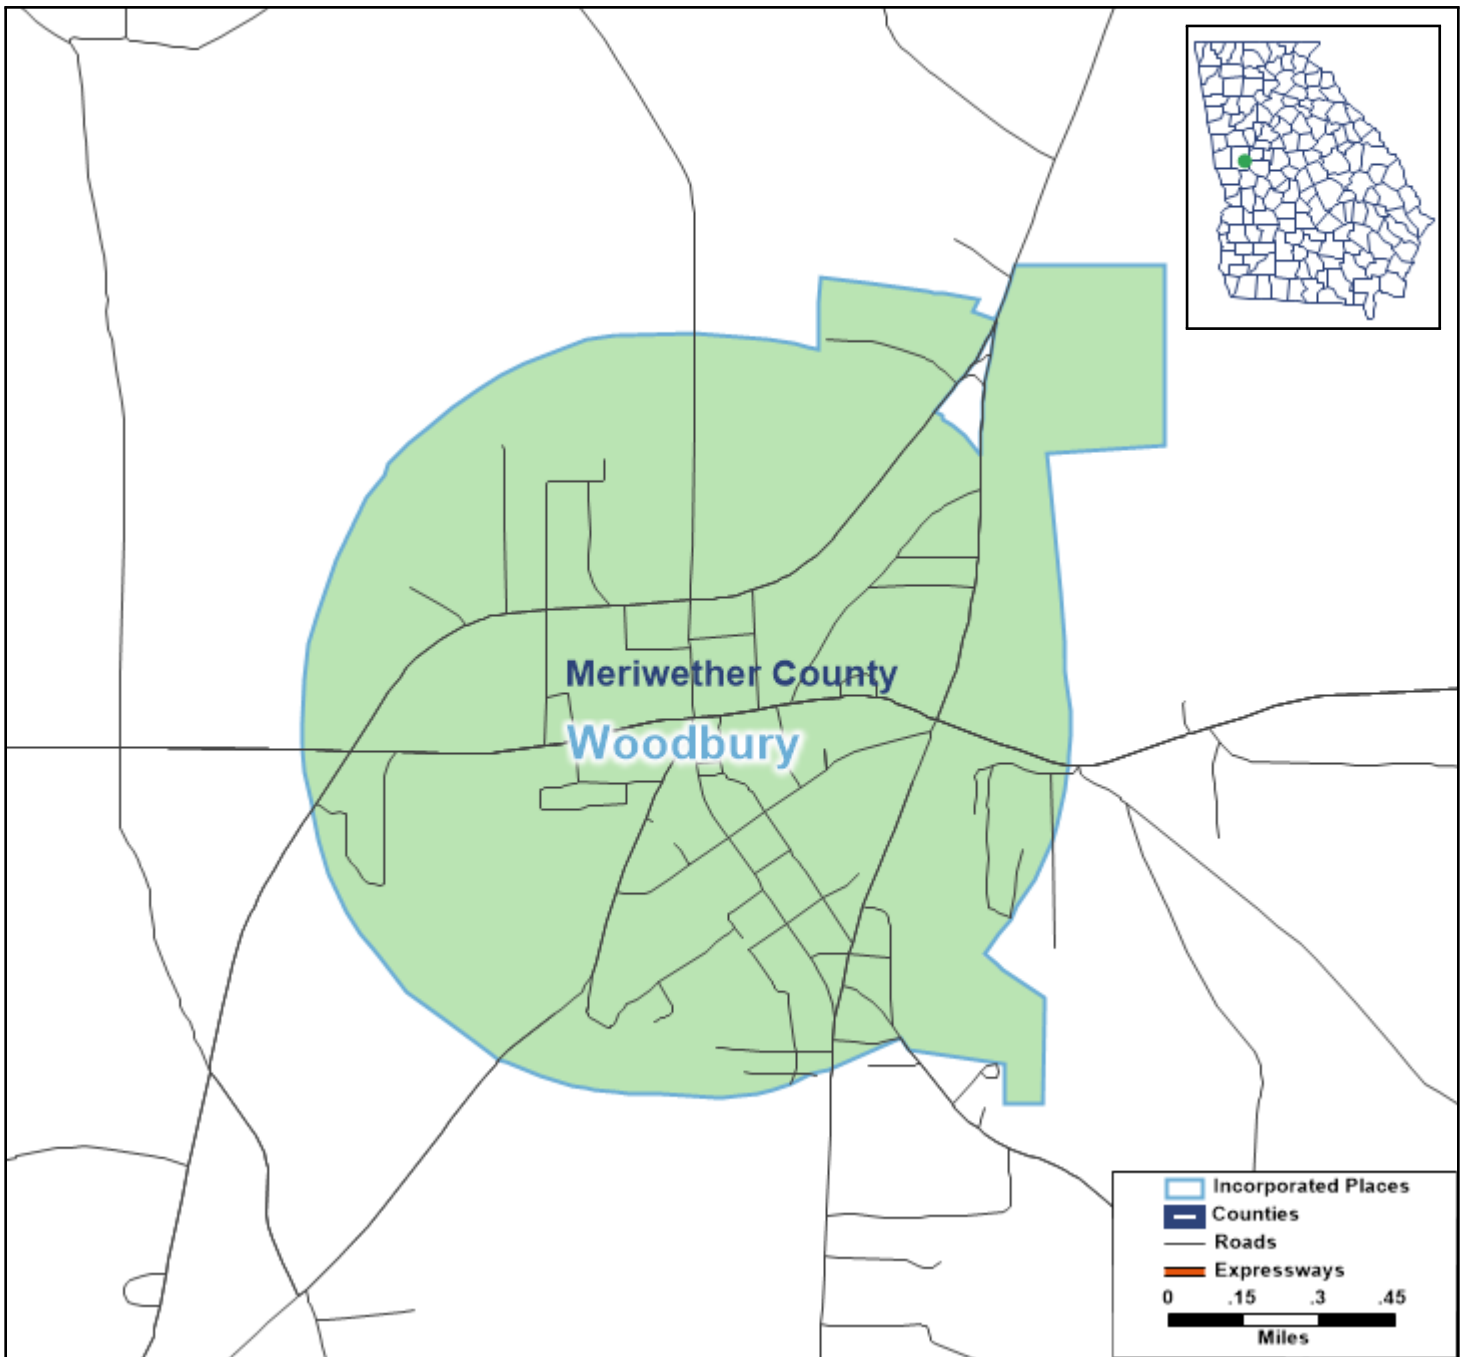 Meriwether County
Woodbury
Incorporated Places
Counties
Roads
Expressways
0 .15 .3 .45
Miles